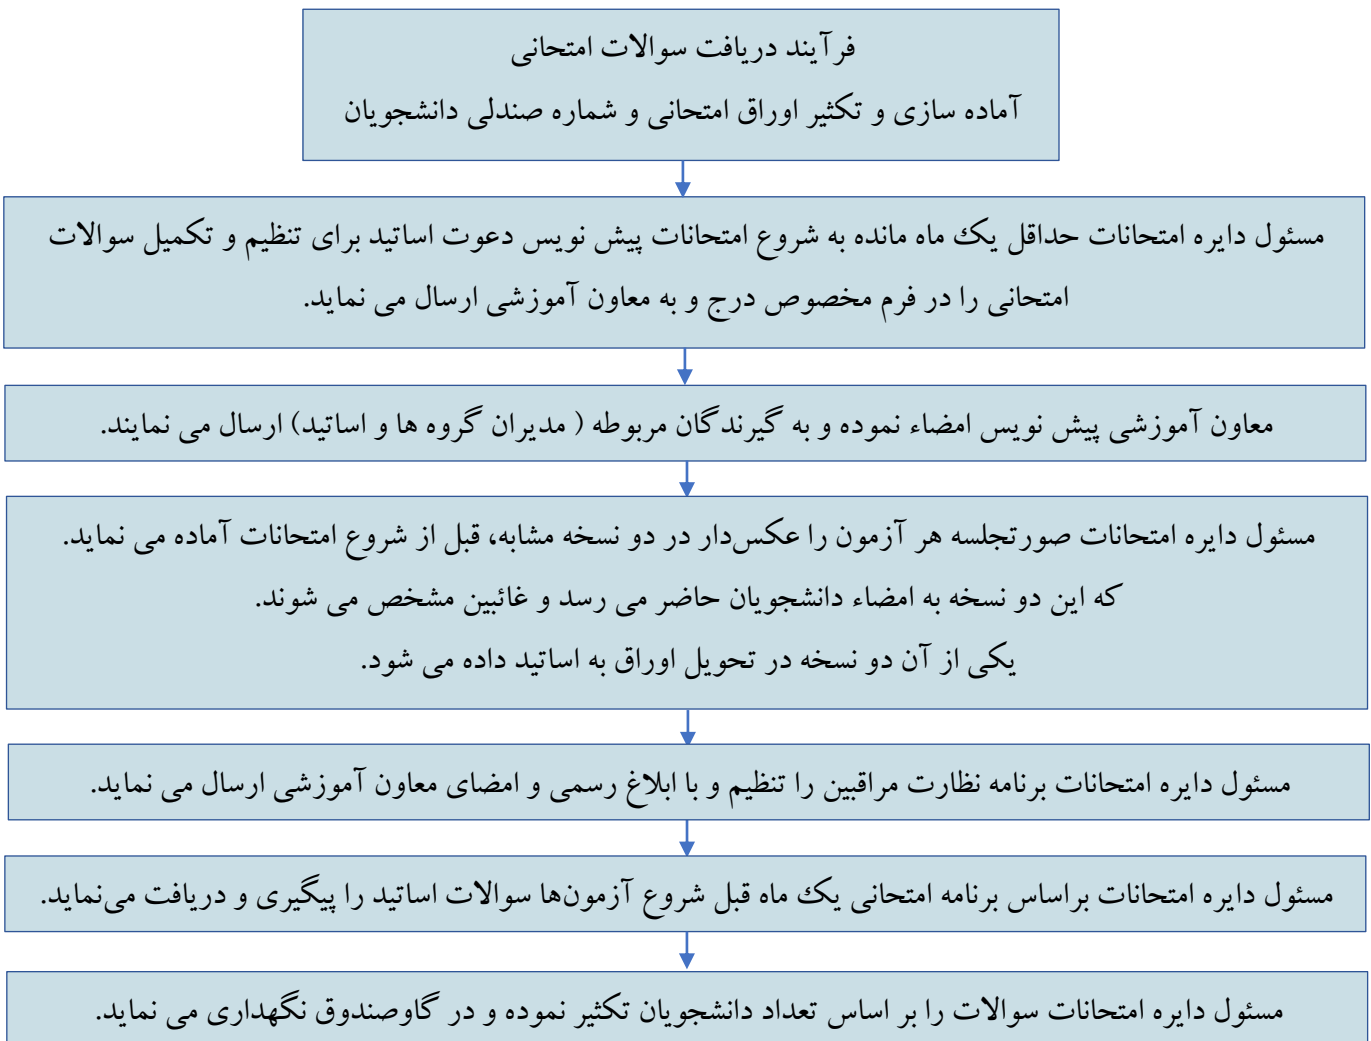 فرآیند دریافت سوالات امتحانی
آماده سازی و تکثیر اوراق امتحانی و شماره صندلی دانشجویان
مسئول دایره امتحانات حداقل یک ماه مانده به شروع امتحانات پیش نویس دعوت اساتید برای تنظیم و تکمیل سوالات
امتحانی را در فرم مخصوص درج و به معاون آموزشی ارسال می نماید.
معاون آموزشی پیش نویس امضاء نموده و به گیرندگان مربوطه ( مدیران گروه ها و اساتید) ارسال می نمایند.
مسئول دایره امتحانات صورتجلسه هر آزمون را عکس‌دار در دو نسخه مشابه، قبل از شروع امتحانات آماده می نماید.
که این دو نسخه به امضاء دانشجویان حاضر می رسد و غائبین مشخص می شوند.
یکی از آن دو نسخه در تحویل اوراق به اساتید داده می شود.
مسئول دایره امتحانات برنامه نظارت مراقبین را تنظیم و با ابلاغ رسمی و امضای معاون آموزشی ارسال می نماید.
مسئول دایره امتحانات براساس برنامه امتحانی یک ماه قبل شروع آزمون‌ها سوالات اساتید را پیگیری و دریافت می‌نماید.
مسئول دایره امتحانات سوالات را بر اساس تعداد دانشجویان تکثیر نموده و در گاوصندوق نگهداری می نماید.